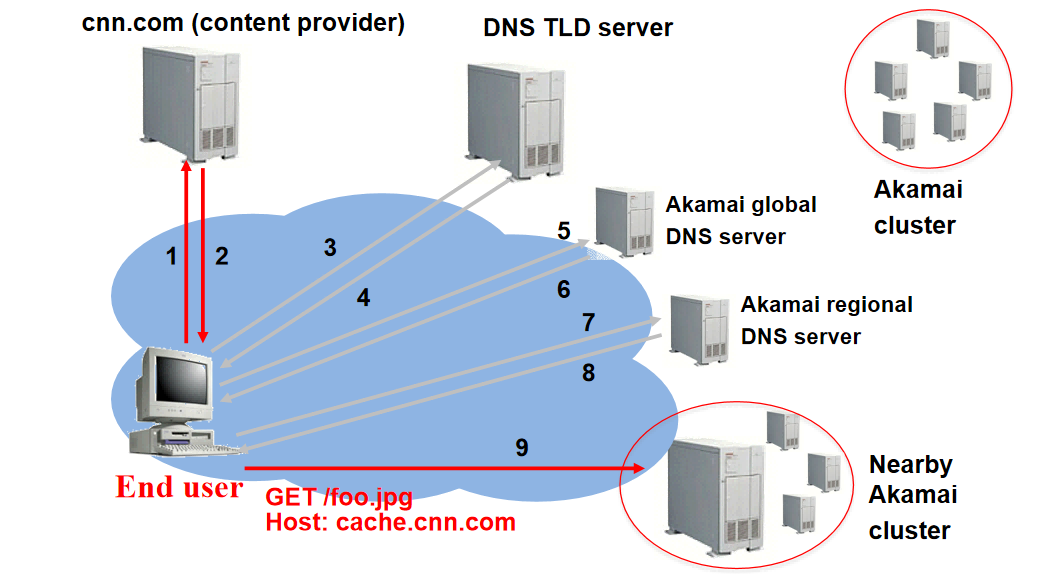 cnn.com (content provider)
DNS TLD server
Akamai
cluster
Akamai global
DNS server
1
2
3
4
5
6
Akamai regional
DNS server
7
8
9
End user
GET /foo.jpg
Host: cache.cnn.com
Nearby
Akamai
cluster